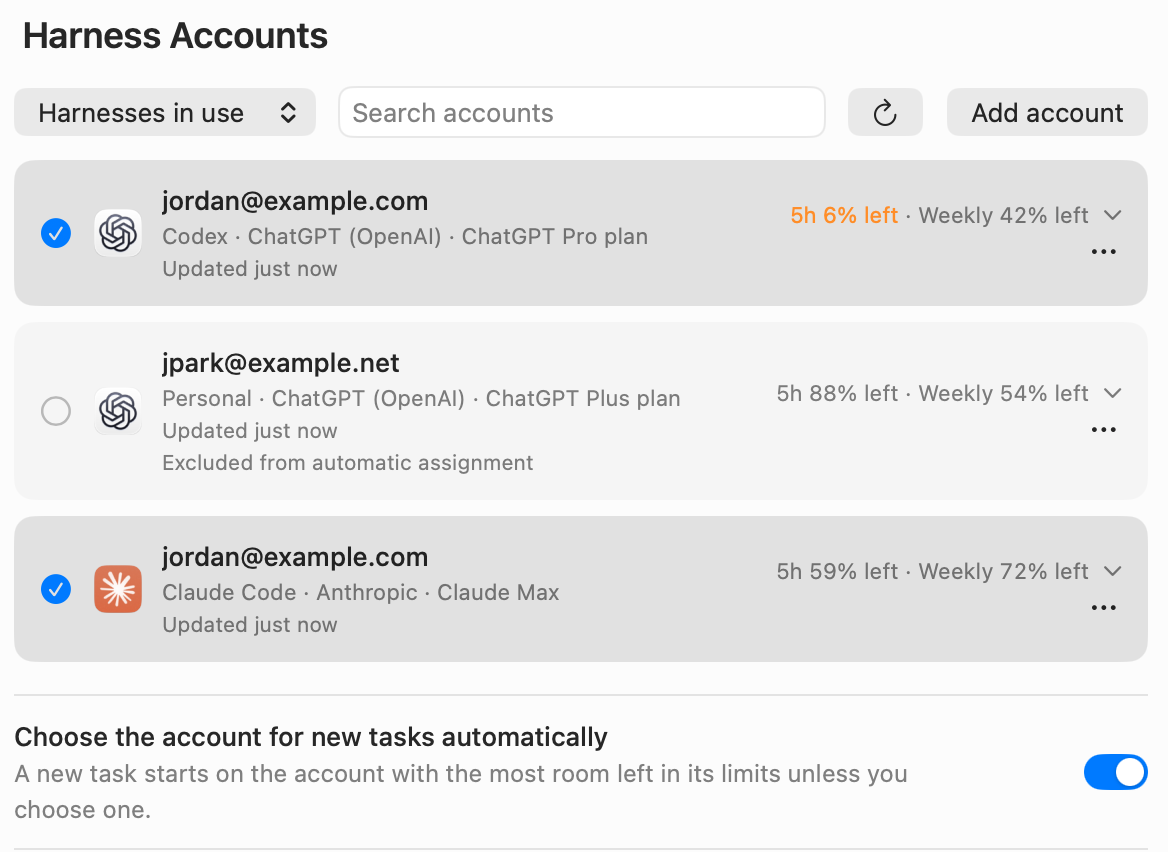 Harness Accounts
Harnesses in use
Search accounts
Add account
jordan@example.com
5h 6% left · Weekly 42% left
Codex · ChatGPT (OpenAI) · ChatGPT Pro plan
Updated just now
jpark@example.net
5h 88% left · Weekly 54% left
Personal · ChatGPT (OpenAI) · ChatGPT Plus plan
Updated just now
Excluded from automatic assignment
jordan@example.com
5h 59% left · Weekly 72% left
Claude Code · Anthropic · Claude Max
Updated just now
Choose the account for new tasks automatically
A new task starts on the account with the most room left in its limits unless you
choose one.